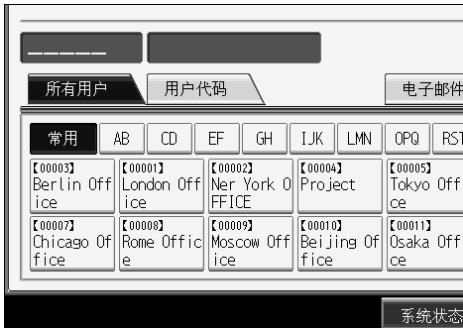 所有用户 用户代码 电子邮件
常用 AB CD EF GH IJK LMN OPQ RST
【00003】 【00001】 【00002】 【00004】 【00005】
Berlin Off London Off Ner York O Project Tokyo Off
ice ice FFICE ce
【00007】 【00008】 【00009】 【00010】 【00011】
Chicago Of Rome Offic Moscow Off Beijing Of Osaka Off
fice e ice fice ce
系统状态